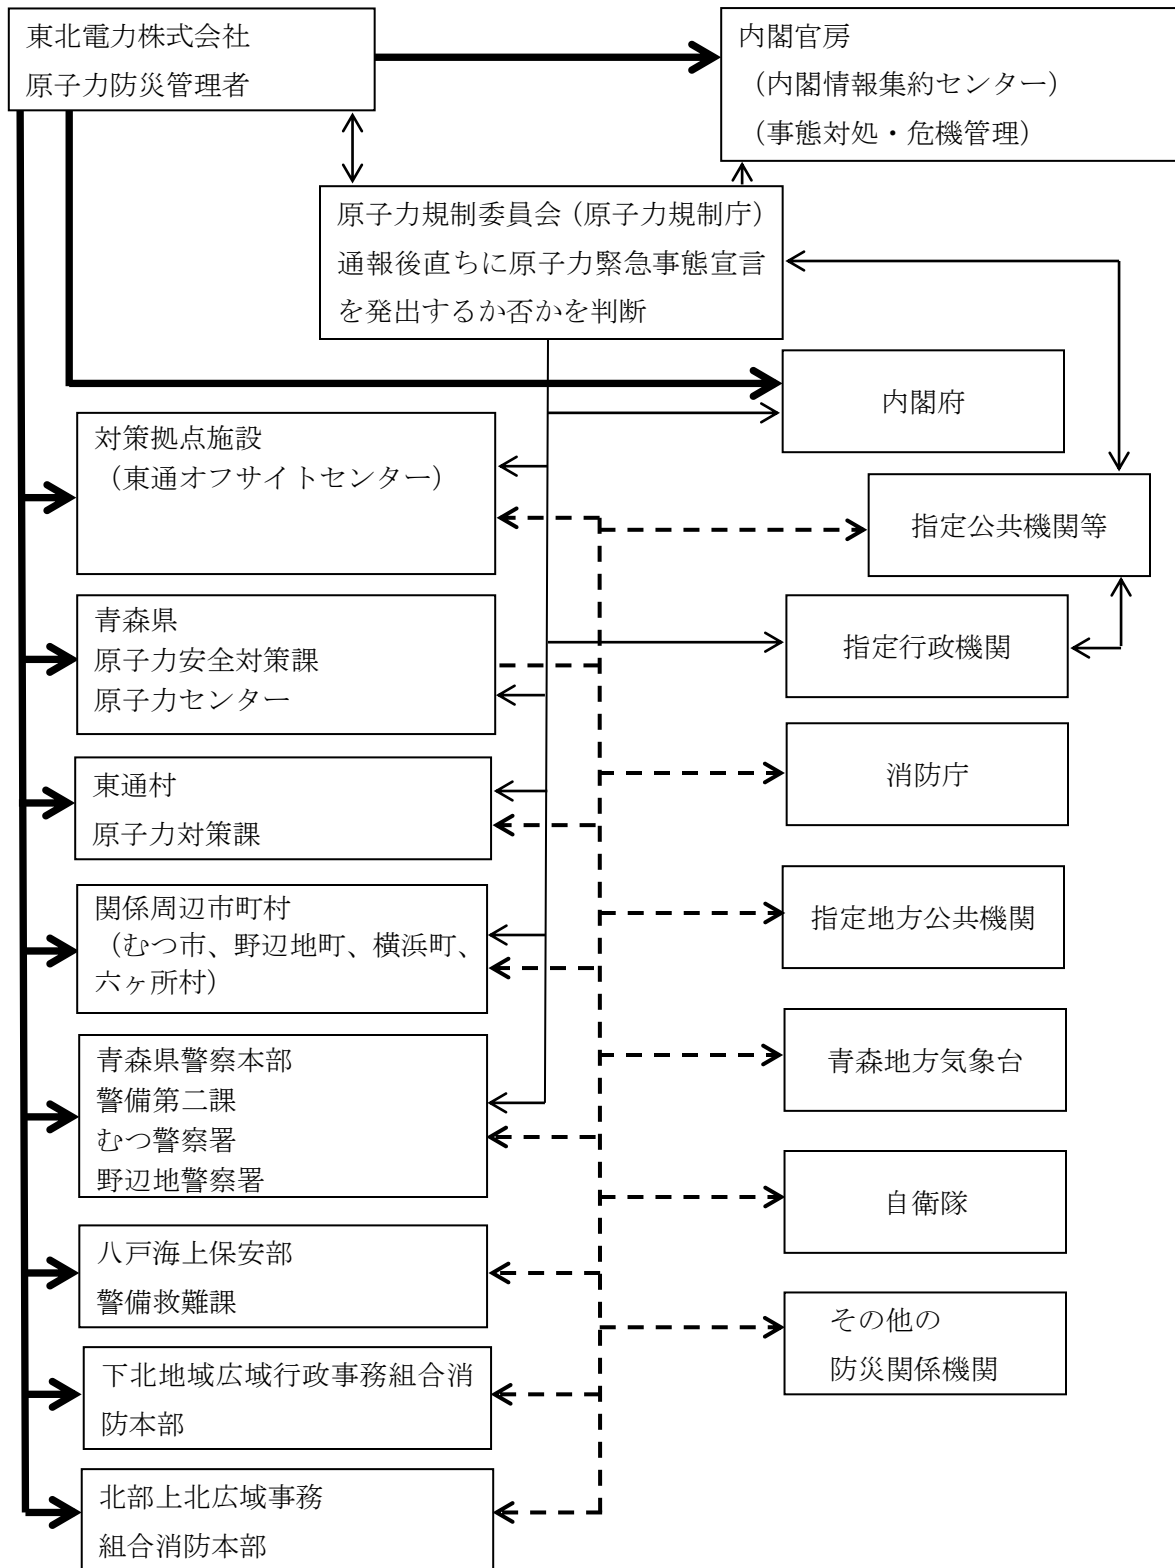 東北電力株式会社
原子力防災管理者
内閣官房
（内閣情報集約センター）
（事態対処・危機管理）
原子力規制委員会（原子力規制庁）
通報後直ちに原子力緊急事態宣言
を発出するか否かを判断
内閣府
対策拠点施設
（東通オフサイトセンター）
指定公共機関等
青森県
原子力安全対策課
原子力センター
指定行政機関
東通村
原子力対策課
消防庁
関係周辺市町村
（むつ市、野辺地町、横浜町、
六ヶ所村）
指定地方公共機関
青森県警察本部
警備第二課
むつ警察署
野辺地警察署
青森地方気象台
自衛隊
八戸海上保安部
警備救難課
その他の
防災関係機関
下北地域広域行政事務組合消
防本部
北部上北広域事務
組合消防本部